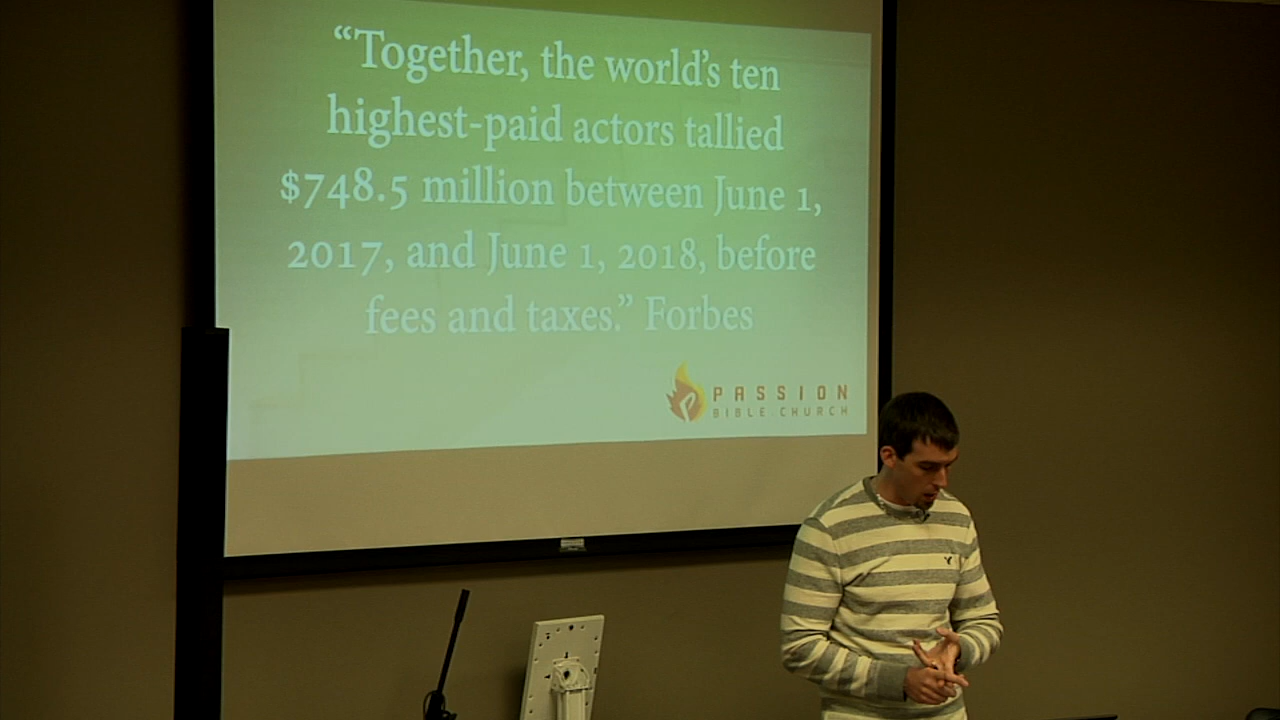 “Together, the world’s ten
highest-paid actors tallied
$748.5 million between June 1,
2017, and June 1, 2018, before
fees and taxes.” Forbes
PASSION
BIBLE.CHURCH